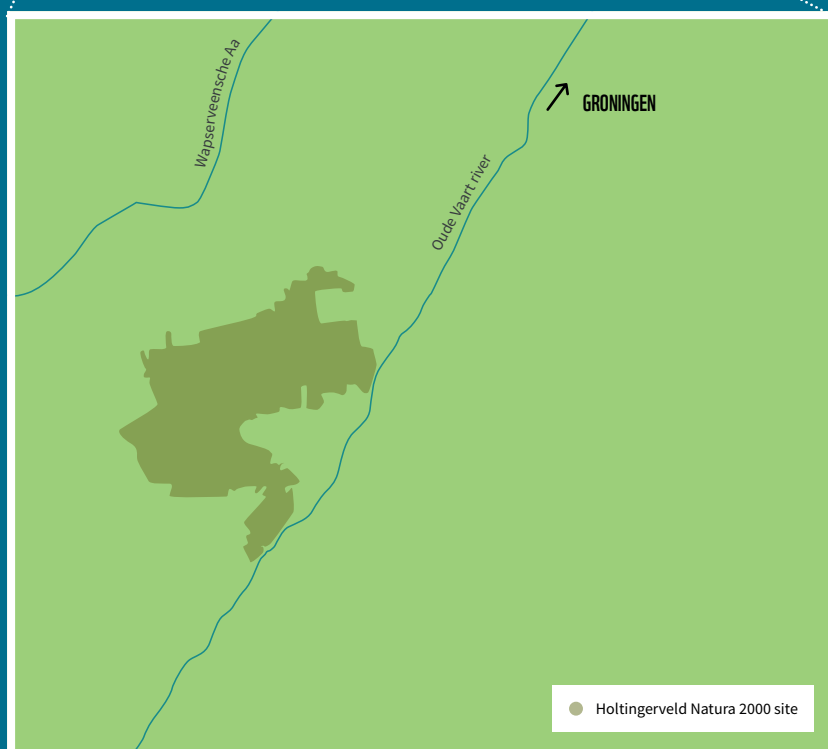 Wapserveensche Aa
GRONINGEN
Oude Vaart river
Holtingerveld Natura 2000 site